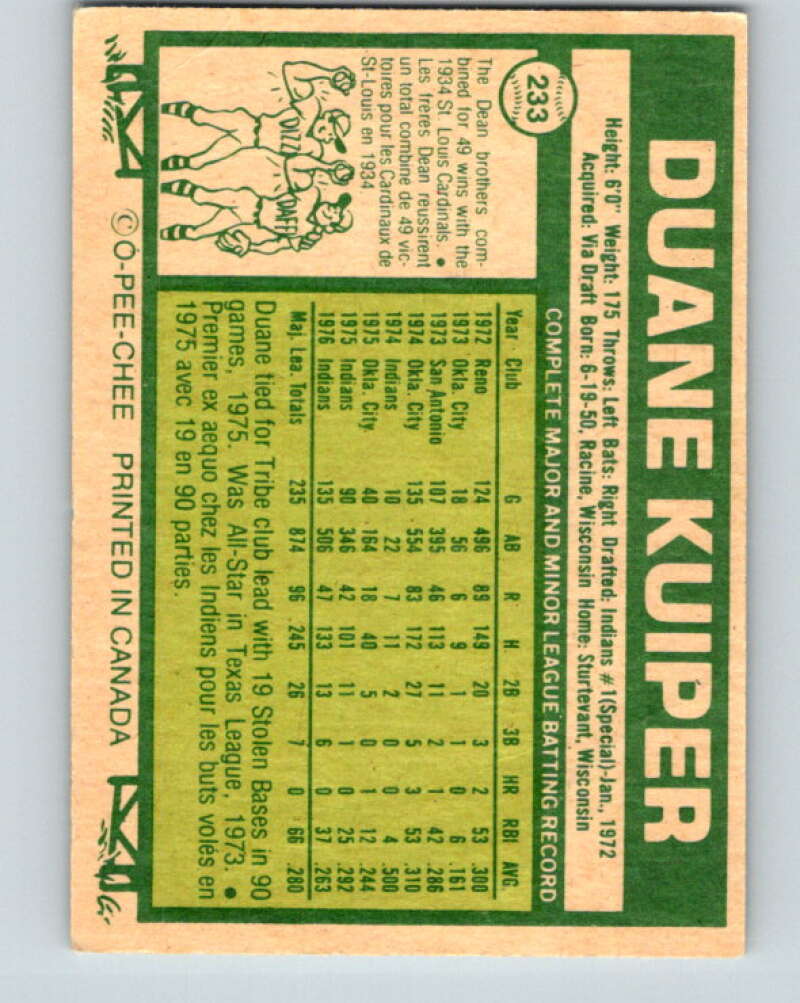 233
DUANE KUIPER
Height: 6'0" Weight: 175 Throws: Left Bats: Right Drafted: Indians #1(Special)-Jan., 1972
Acquired: Via Draft Born: 6-19-50, Racine, Wisconsin Home: Sturtevant, Wisconsin
COMPLETE MAJOR AND MINOR LEAGUE BATTING RECORD
The Dean brothers com-
bined for 49 wins with the
1934 St. Louis Cardinals. •
Les frères Dean reussirent
un total combine de 49 vic-
toires pour les Cardinaux de
St-Louis en 1934.
DIZZY
DAFFY
Year Club G AB R H 2B 3B HR RBI AVG.
1972 Reno 124 496 89 149 20 3 2 53 .300
1973 Okla. City 18 56 6 9 1 1 0 6 .161
1973 San Antonio 107 395 46 113 11 2 1 42 .286
1974 Okla. City 135 554 83 172 27 5 3 53 .310
1974 Indians 10 22 7 11 2 0 0 4 .500
1975 Okla. City 40 .164 18 40 5 0 1 12 .244
1975 Indians 90 346 42 101 11 1 0 25 .292
1976 Indians 135 506 47 133 13 6 0 37 .263
Maj. Lea. Totals 235 874 96 .245 26 7 0 66 .280
Duane tied for Tribe club lead with 19 Stolen Bases in 90
games, 1975. Was All-Star in Texas League, 1973. •
Premier ex aequo chez les Indiens pour les buts volés en
1975 avec 19 en 90 parties.
© O-PEE-CHEE PRINTED IN CANADA